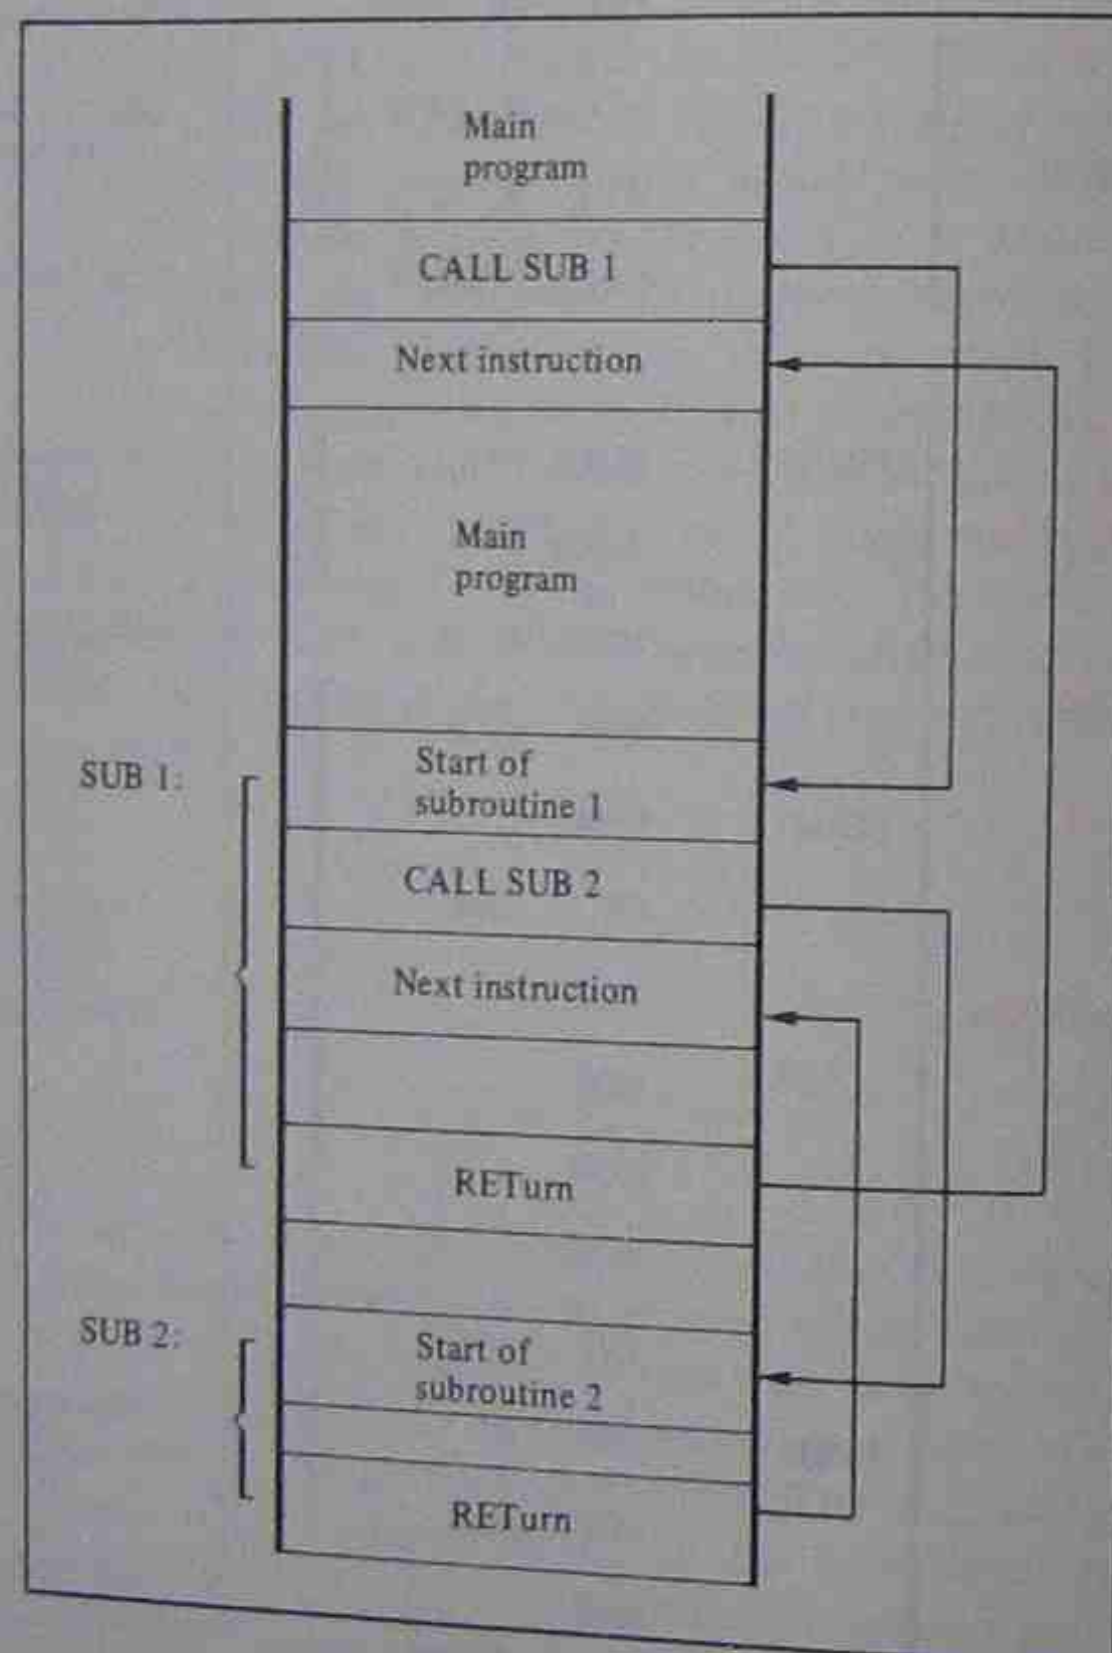 Main
program
CALL SUB 1
Next instruction
Main
program
SUB 1:
Start of
subroutine 1
CALL SUB 2
Next instruction
RETurn
SUB 2:
Start of
subroutine 2
RETurn